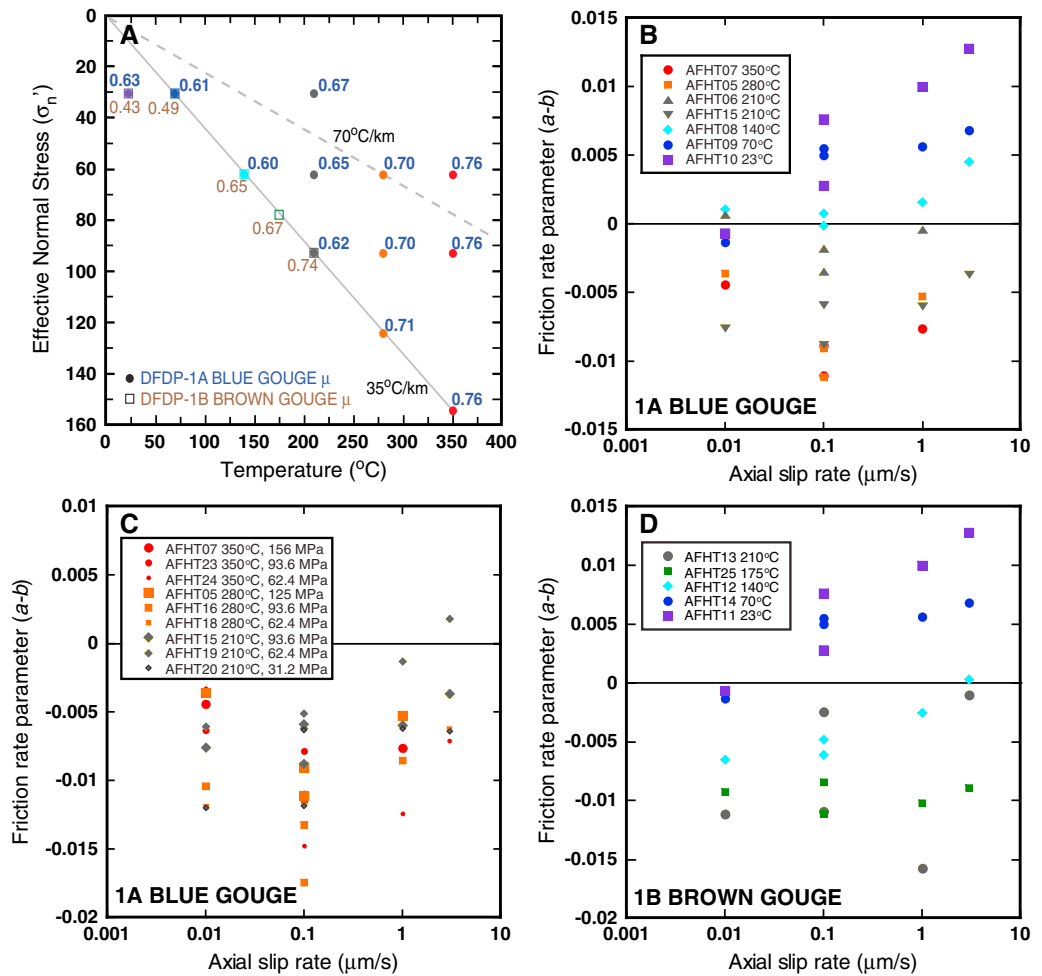 A
Effective Normal Stress (σn')
0
20
40
60
80
100
120
140
160
0.63
0.43
0.61
0.49
0.67
70°C/km
0.60
0.65
0.65
0.70
0.76
0.67
0.62
0.74
0.70
0.76
0.71
35°C/km
0.76
DFDP-1A BLUE GOUGE μ
DFDP-1B BROWN GOUGE μ
0 50 100 150 200 250 300 350 400
Temperature (°C)
B
Friction rate parameter (a-b)
0.015
0.01
0.005
0
-0.005
-0.01
-0.015
AFHT07 350°C
AFHT05 280°C
AFHT06 210°C
AFHT15 210°C
AFHT08 140°C
AFHT09 70°C
AFHT10 23°C
1A BLUE GOUGE
0.001 0.01 0.1 1 10
Axial slip rate (μm/s)
C
Friction rate parameter (a-b)
0.01
0.005
0
-0.005
-0.01
-0.015
-0.02
AFHT07 350°C, 156 MPa
AFHT23 350°C, 93.6 MPa
AFHT24 350°C, 62.4 MPa
AFHT05 280°C, 125 MPa
AFHT16 280°C, 93.6 MPa
AFHT18 280°C, 62.4 MPa
AFHT15 210°C, 93.6 MPa
AFHT19 210°C, 62.4 MPa
AFHT20 210°C, 31.2 MPa
1A BLUE GOUGE
0.001 0.01 0.1 1 10
Axial slip rate (μm/s)
D
Friction rate parameter (a-b)
0.015
0.01
0.005
0
-0.005
-0.01
-0.015
-0.02
AFHT13 210°C
AFHT25 175°C
AFHT12 140°C
AFHT14 70°C
AFHT11 23°C
1B BROWN GOUGE
0.001 0.01 0.1 1 10
Axial slip rate (μm/s)